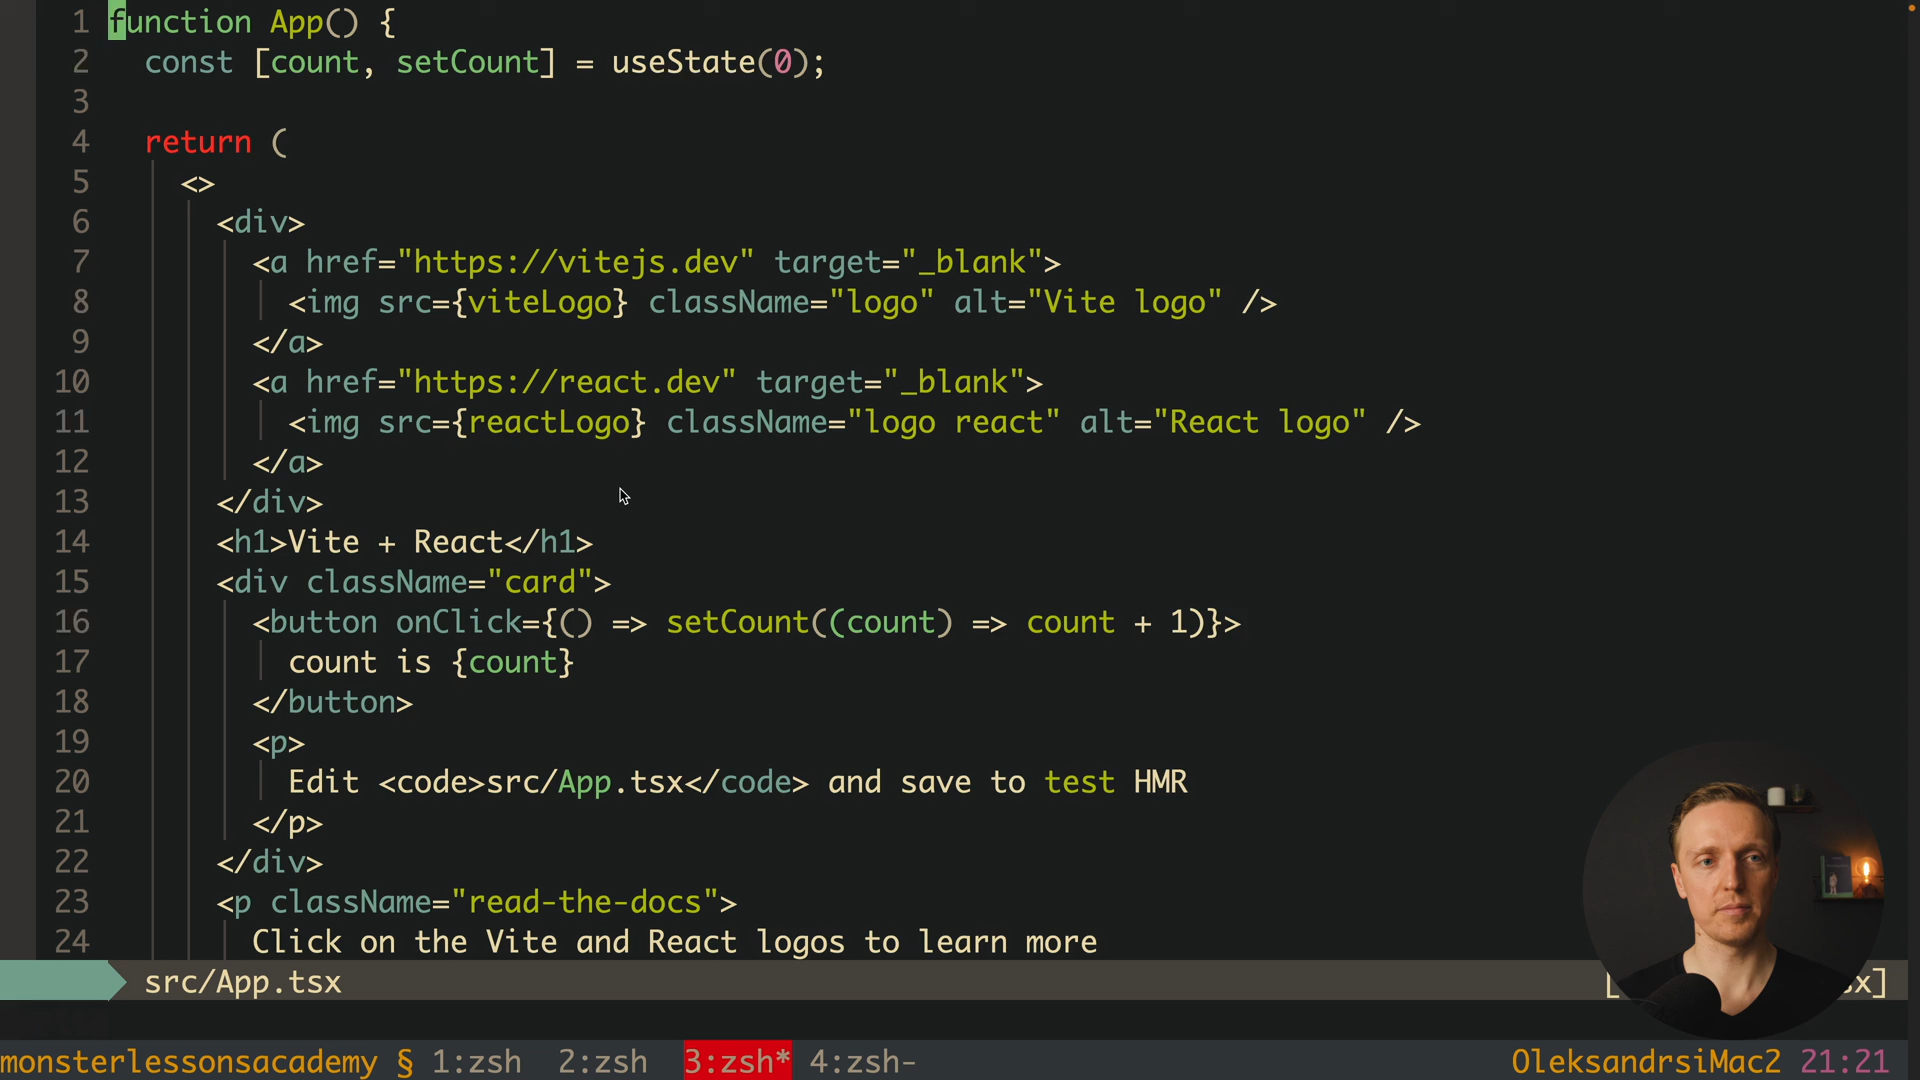 1 function App() {
2 const [count, setCount] = useState(0);
3
4 return (
5 <>
6 <div>
7 <a href="https://vitejs.dev" target="_blank">
8 <img src={viteLogo} className="logo" alt="Vite logo" />
9 </a>
10 <a href="https://react.dev" target="_blank">
11 <img src={reactLogo} className="logo react" alt="React logo" />
12 </a>
13 </div>
14 <h1>Vite + React</h1>
15 <div className="card">
16 <button onClick={() => setCount((count) => count + 1)}>
17 count is {count}
18 </button>
19 <p>
20 Edit <code>src/App.tsx</code> and save to test HMR
21 </p>
22 </div>
23 <p className="read-the-docs">
24 Click on the Vite and React logos to learn more
src/App.tsx [ x]
monsterlessonsacademy § 1:zsh 2:zsh 3:zsh* 4:zsh- OleksandrsiMac2 21:21